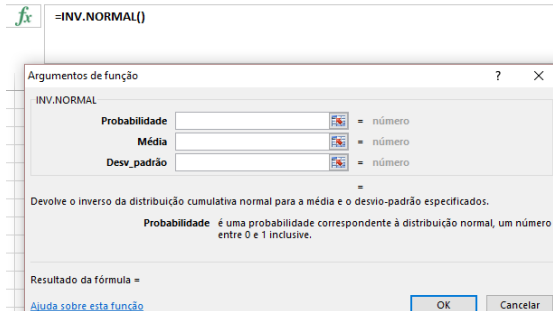 fx =INV.NORMAL()
Argumentos de função ? X
INV.NORMAL
Probabilidade = número
Média = número
Desv_padrão = número
=
Devolve o inverso da distribuição cumulativa normal para a média e o desvio-padrão especificados.
Probabilidade é uma probabilidade correspondente à distribuição normal, um número
entre 0 e 1 inclusive.
Resultado da fórmula =
Ajuda sobre esta função OK Cancelar